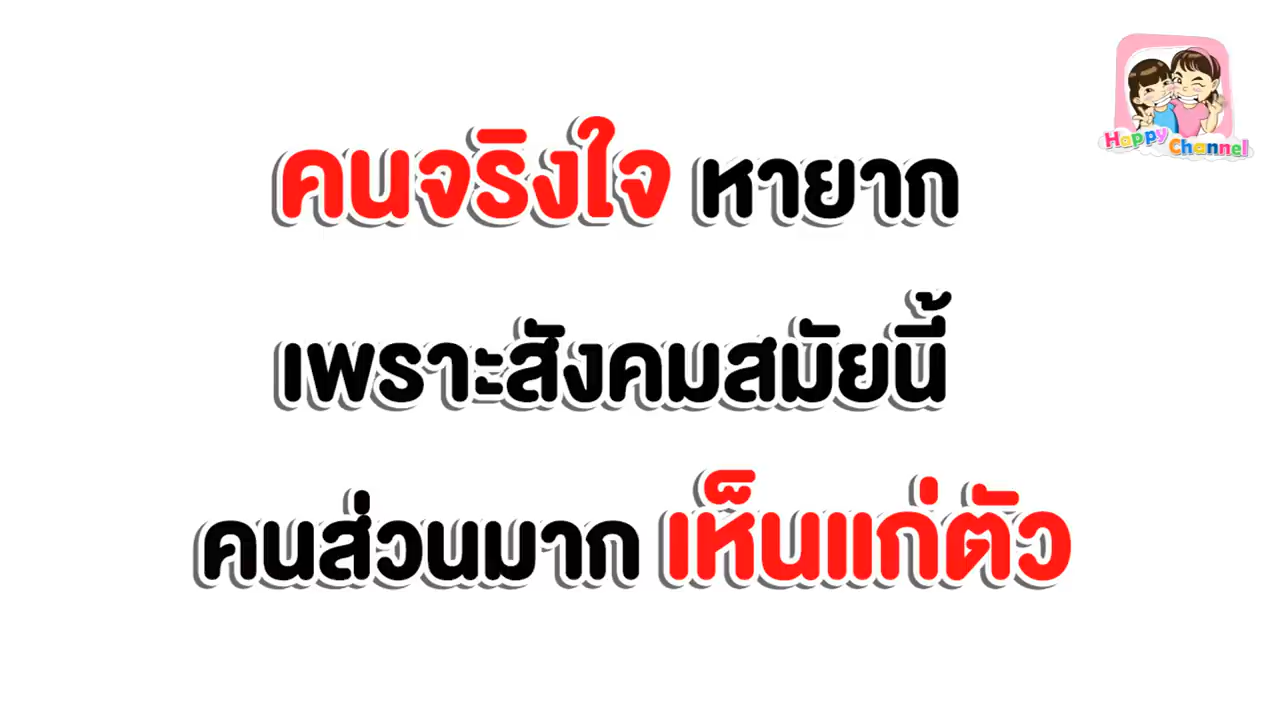 Happy
Channel
คนจริงใจ หายาก
เพราะสังคมสมัยนี้
คนส่วนมาก เห็นแก่ตัว